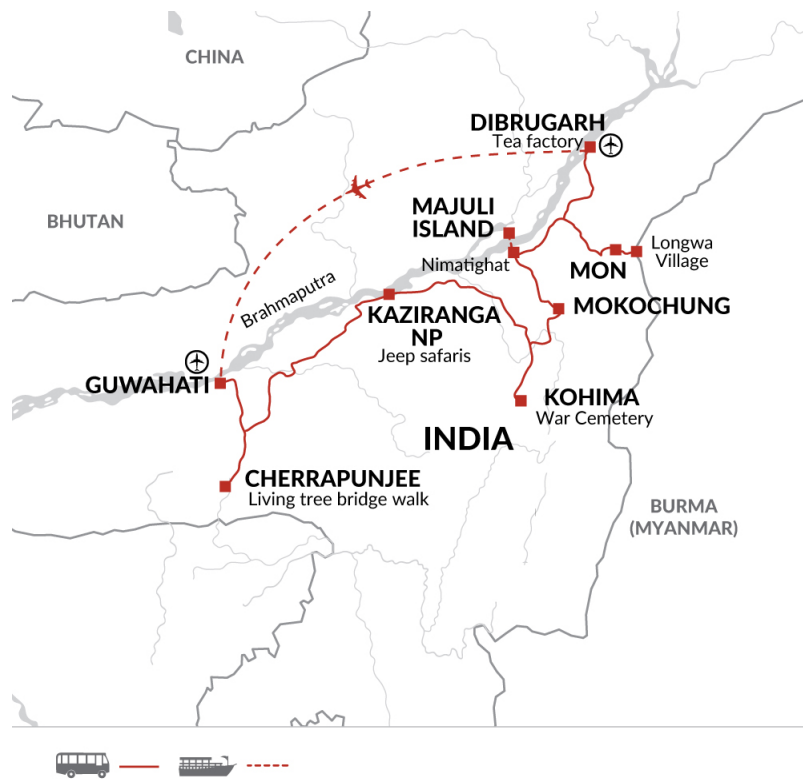 CHINA
DIBRUGARH
Tea factory
BHUTAN
MAJULI
ISLAND
Longwa
Village
Nimatighat
MON
Brahmaputra
KAZIRANGA
NP
Jeep safaris
MOKOCHUNG
GUWAHATI
KOHIMA
War Cemetery
INDIA
CHERRAPUNJEE
Living tree bridge walk
BURMA
(MYANMAR)